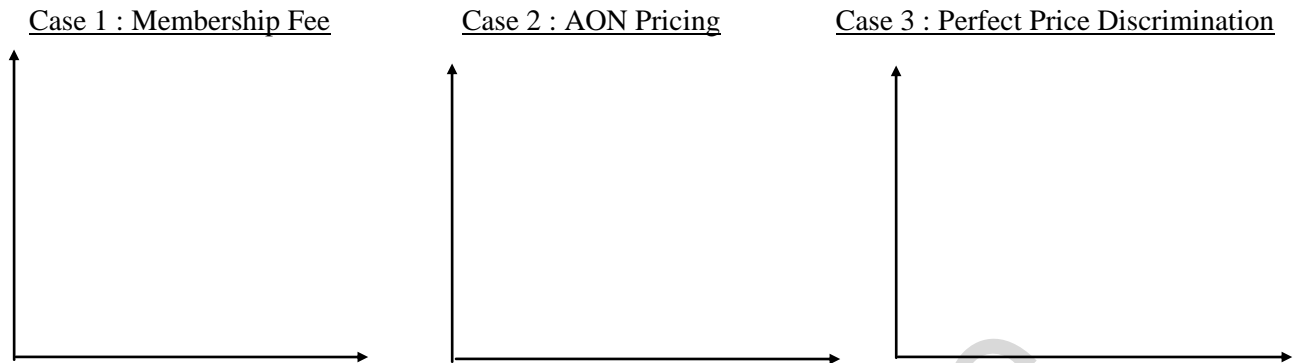 Case 1 : Membership Fee
Case 2 : AON Pricing
Case 3 : Perfect Price Discrimination